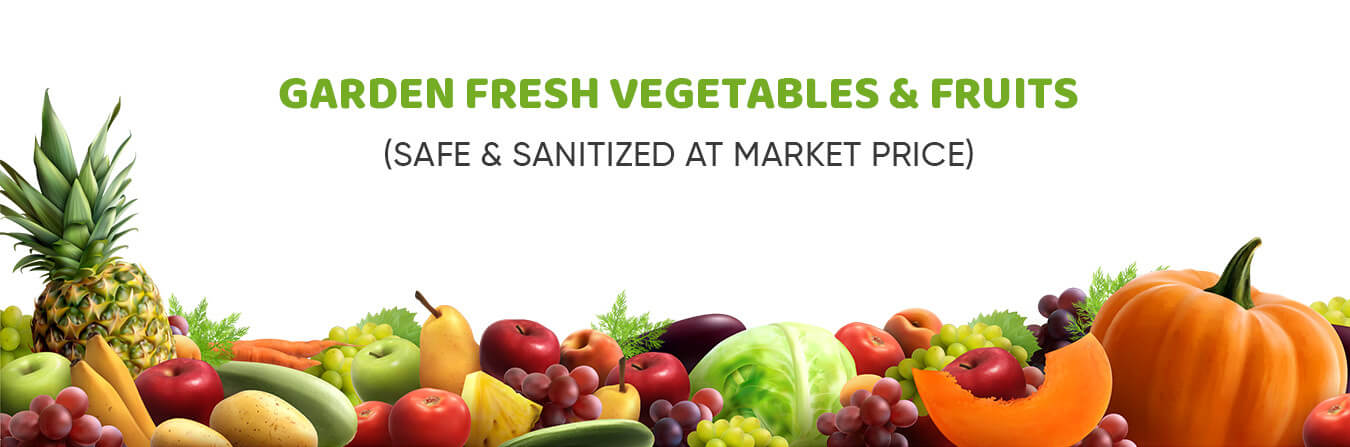 GARDEN FRESH VEGETABLES & FRUITS
(SAFE & SANITIZED AT MARKET PRICE)